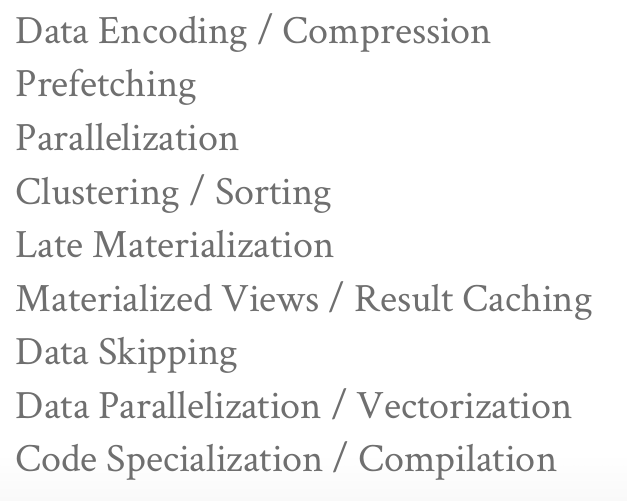 Data Encoding / Compression
Prefetching
Parallelization
Clustering / Sorting
Late Materialization
Materialized Views / Result Caching
Data Skipping
Data Parallelization / Vectorization
Code Specialization / Compilation